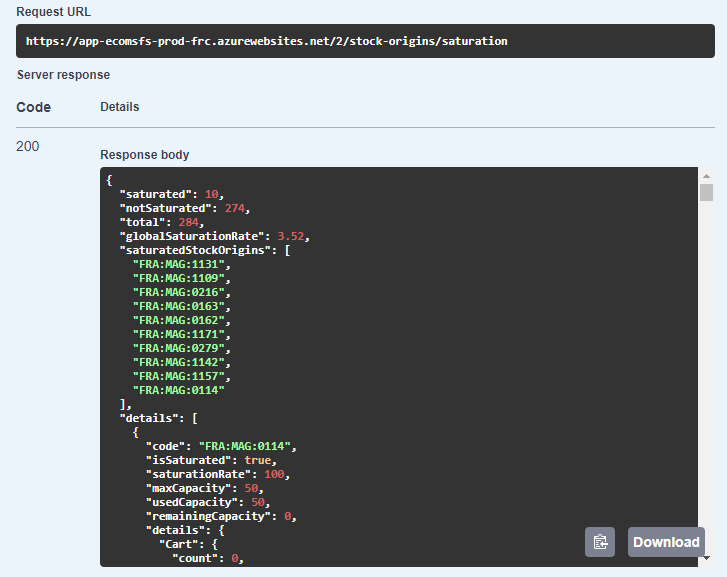 Request URL
https://app-ecomsfs-prod-frc.azurewebsites.net/2/stock-origins/saturation
Server response
Code Details
200
Response body
{
  "saturated": 10,
  "notSaturated": 274,
  "total": 284,
  "globalSaturationRate": 3.52,
  "saturatedStockOrigins": [
    "FRA:MAG:1131",
    "FRA:MAG:1109",
    "FRA:MAG:0216",
    "FRA:MAG:0163",
    "FRA:MAG:0162",
    "FRA:MAG:1171",
    "FRA:MAG:0279",
    "FRA:MAG:1142",
    "FRA:MAG:1157",
    "FRA:MAG:0114"
  ],
  "details": [
    {
      "code": "FRA:MAG:0114",
      "isSaturated": true,
      "saturationRate": 100,
      "maxCapacity": 50,
      "usedCapacity": 50,
      "remainingCapacity": 0,
      "details": {
        "Cart": {
          "count": 0,
Download